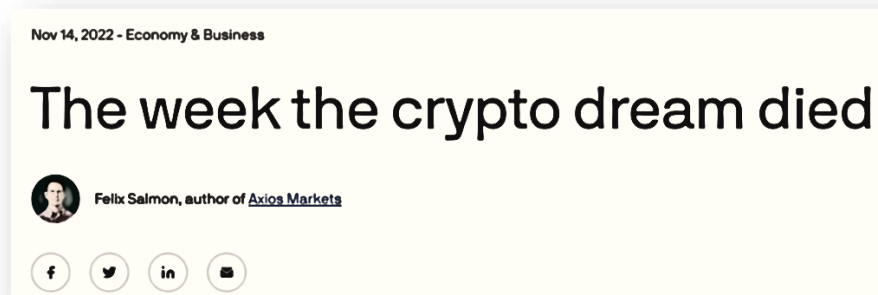 Nov 14, 2022 - Economy & Business
The week the crypto dream died
Felix Salmon, author of Axios Markets